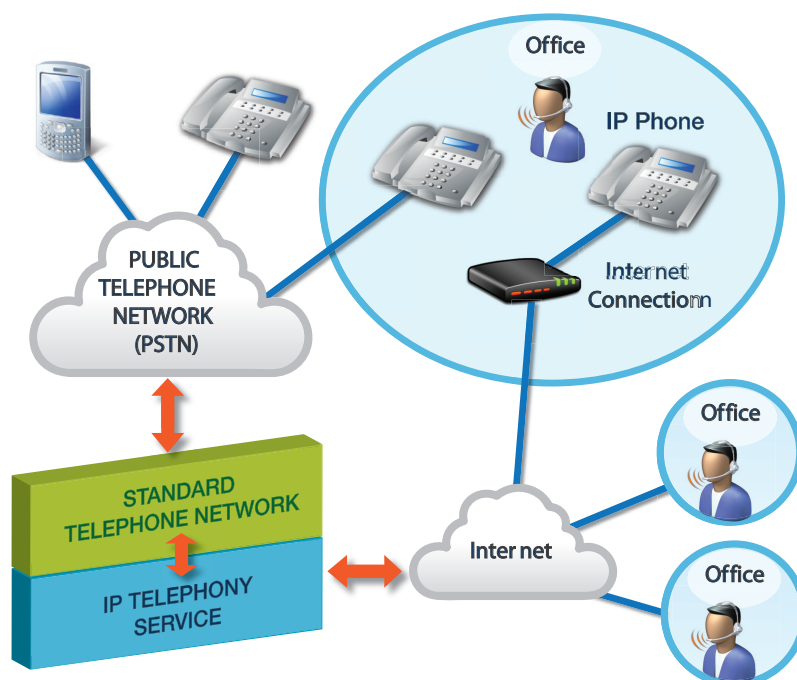 Office
IP Phone
PUBLIC
TELEPHONE
NETWORK
(PSTN)
Internet
Connection
Office
STANDARD
TELEPHONE NETWORK
Internet
IP TELEPHONY
SERVICE
Office